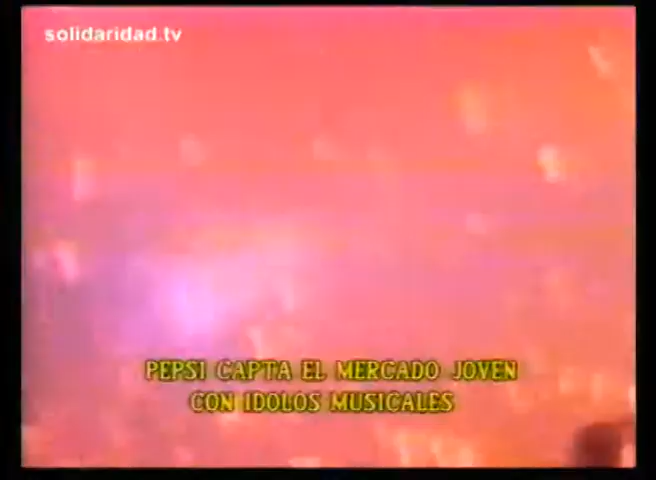 solidaridad.tv
PEPSI CAPTA EL MERCADO JOVEN
CON IDOLOS MUSICALES